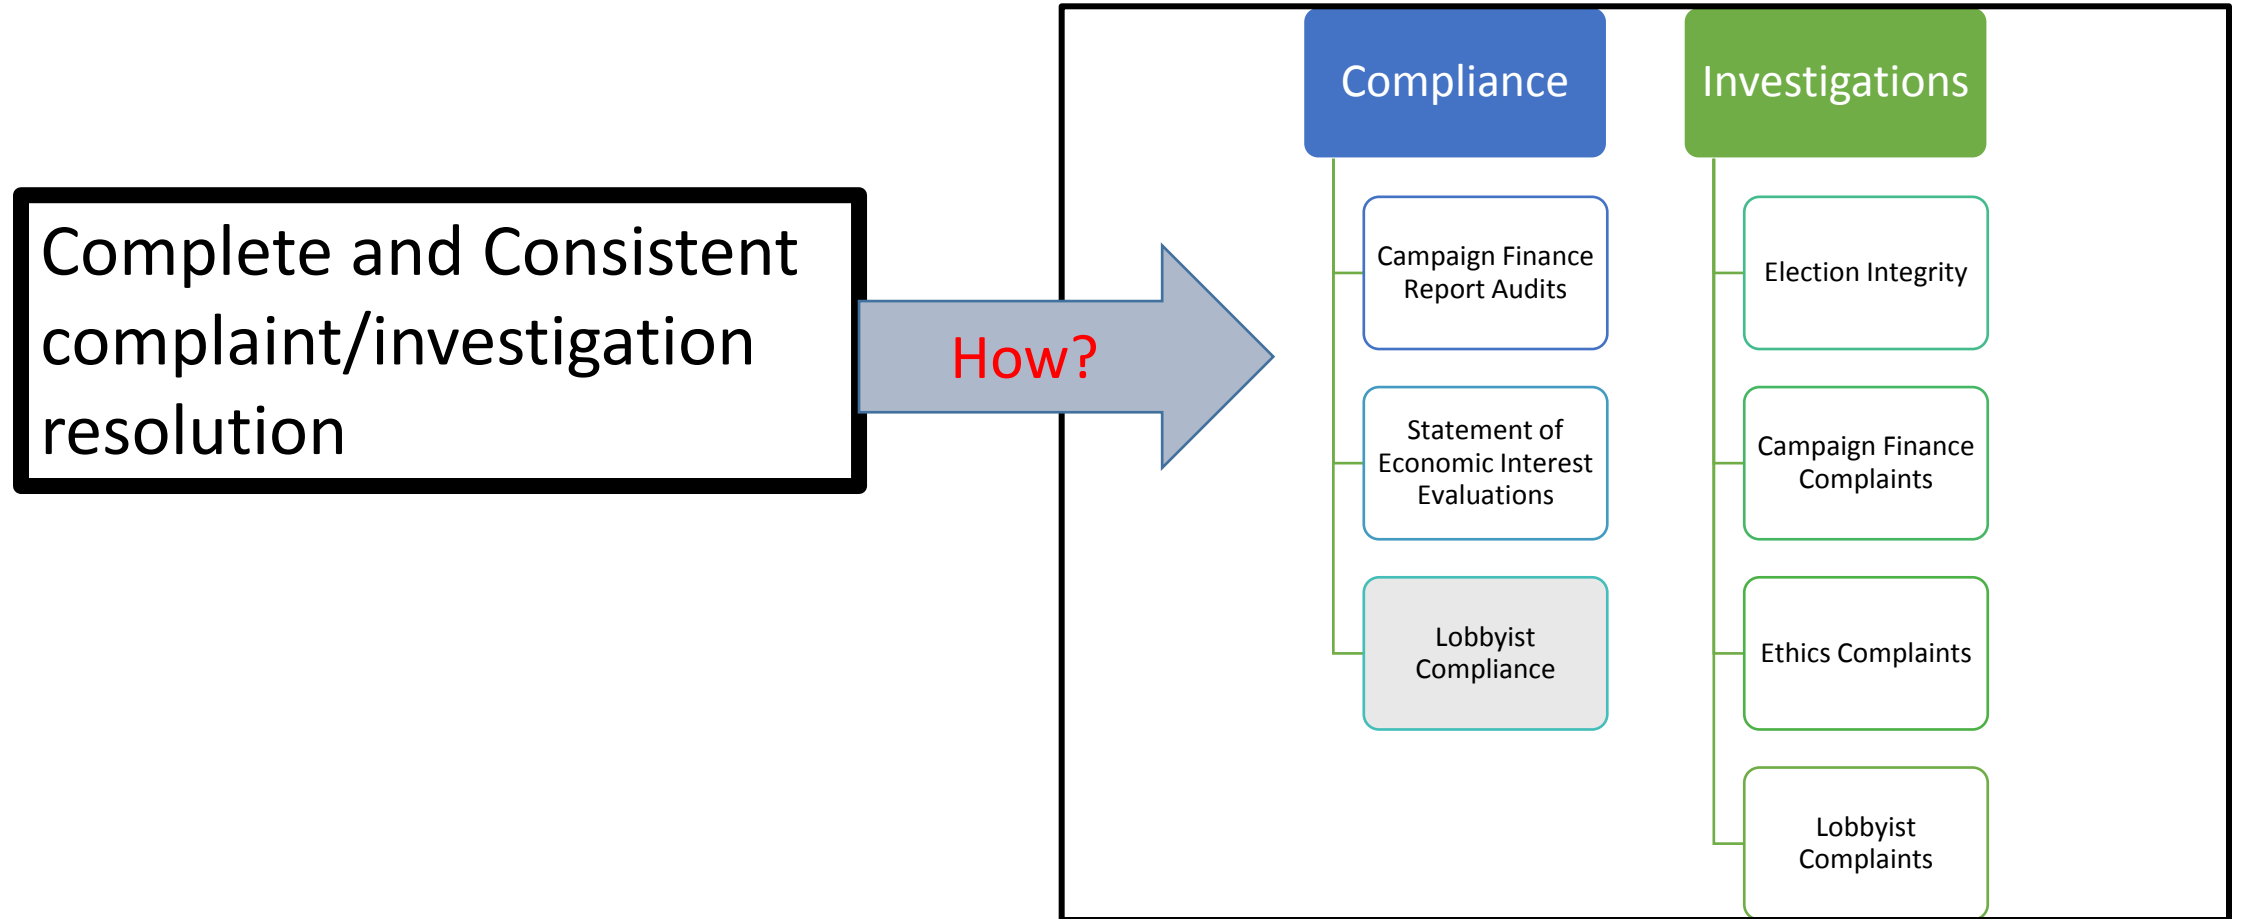 Complete and Consistent
complaint/investigation
resolution
How?
Compliance
Campaign Finance
Report Audits
Statement of
Economic Interest
Evaluations
Lobbyist
Compliance
Investigations
Election Integrity
Campaign Finance
Complaints
Ethics Complaints
Lobbyist
Complaints